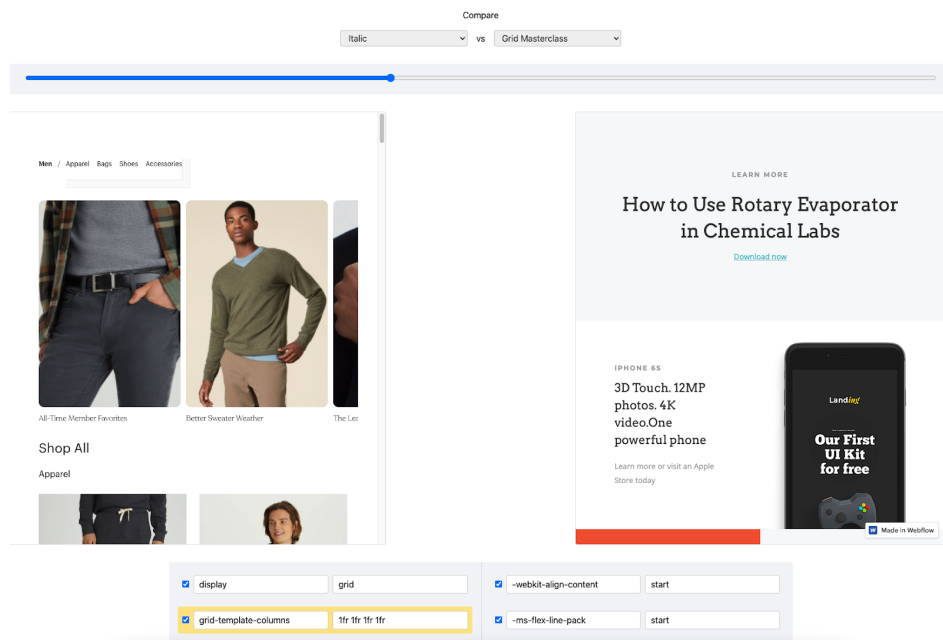 Compare
Italic vs Grid Masterclass
Men / Apparel Bags Shoes Accessories
All-Time Member Favorites
Better Sweater Weather
The Lea
Shop All
Apparel
LEARN MORE
How to Use Rotary Evaporator
in Chemical Labs
Download now
IPHONE 6S
3D Touch. 12MP
photos. 4K
video.One
powerful phone
Learn more or visit an Apple
Store today
Landing
Our First
UI Kit
for free
W Made in Webflow
display grid
-webkit-align-content start
grid-template-columns 1fr 1fr 1fr 1fr
-ms-flex-line-pack start